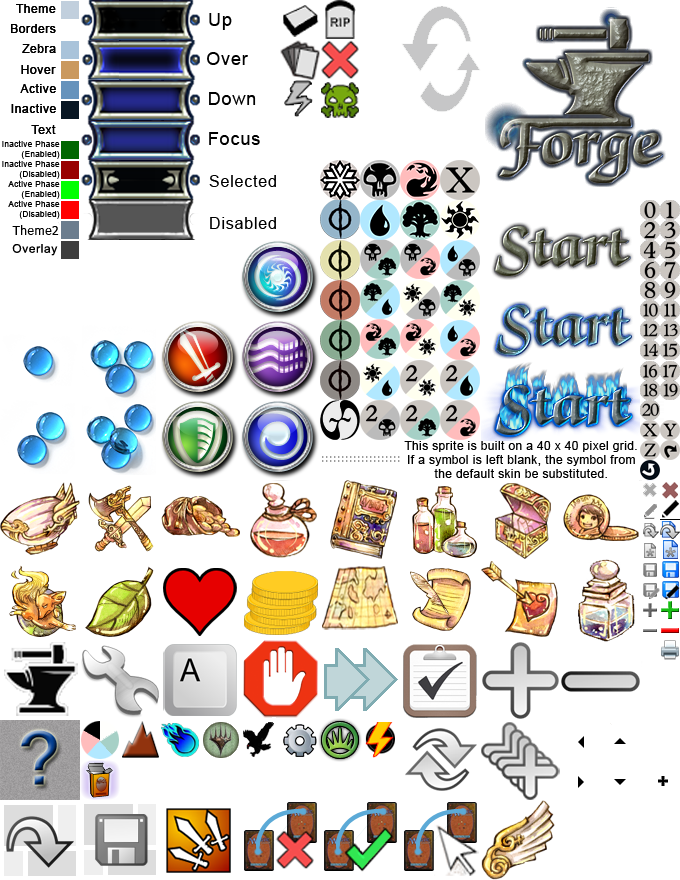 Theme
Borders
Zebra
Hover
Active
Inactive
Text
Inactive Phase
(Enabled)
Inactive Phase
(Disabled)
Active Phase
(Enabled)
Active Phase
(Disabled)
Theme2
Overlay
Up
Over
Down
Focus
Selected
Disabled
RIP
Forge
X
Start
Start
Start
2
2
2
2
2
0 1
2 3
4 5
6 7
8 9
10 11
12 13
14 15
16 17
18 19
20
X Y
Z
This sprite is built on a 40 x 40 pixel grid.
If a symbol is left blank, the symbol from
the default skin be substituted.
A
?